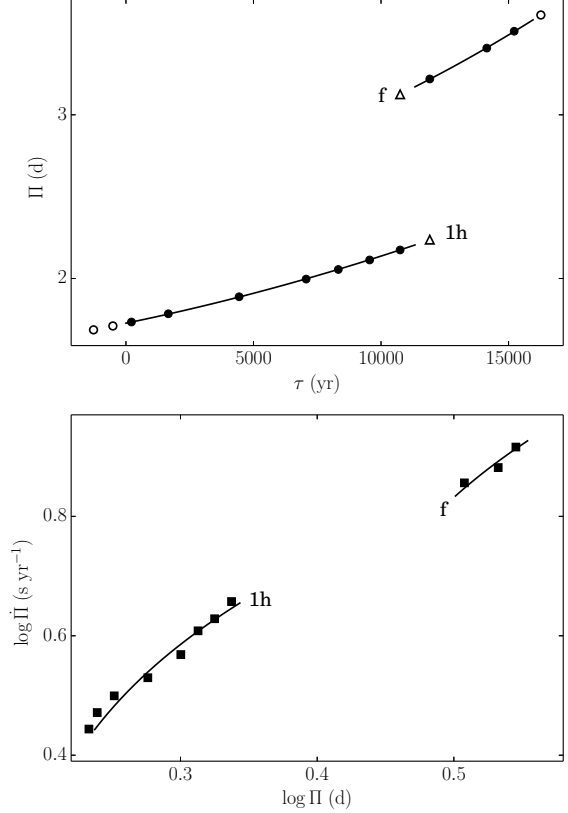 3
f
Π (d)
1h
2
0 5000 10000 15000
τ (yr)
0.8
f
log Π̇ (s yr⁻¹)
1h
0.6
0.4
0.3 0.4 0.5
log Π (d)